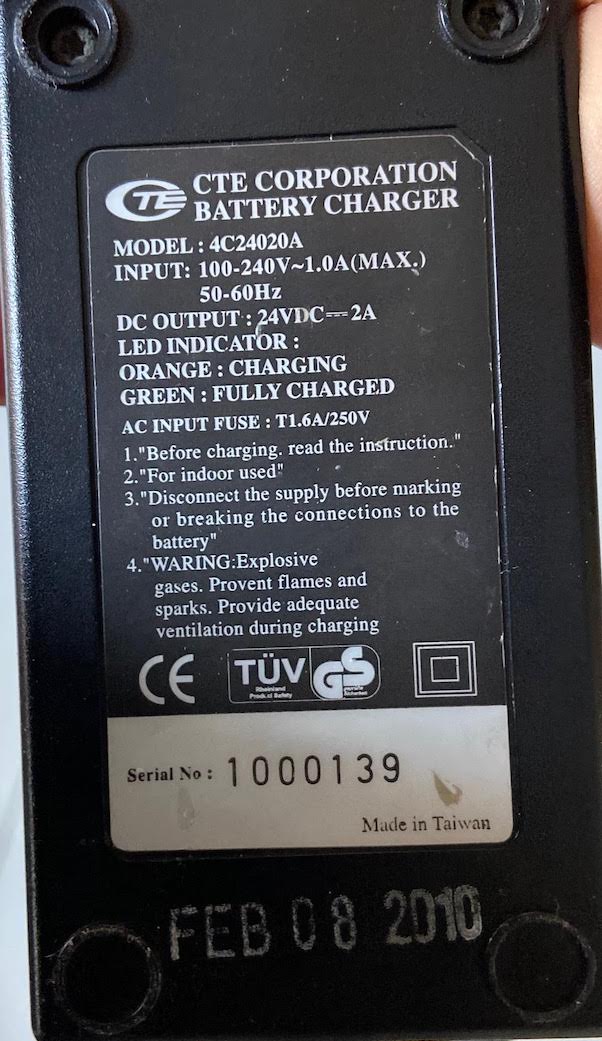 CTE CTE CORPORATION
BATTERY CHARGER
MODEL : 4C24020A
INPUT: 100-240V~1.0A(MAX.)
50-60Hz
DC OUTPUT : 24VDC⎓2A
LED INDICATOR :
ORANGE : CHARGING
GREEN : FULLY CHARGED
AC INPUT FUSE : T1.6A/250V
1."Before charging. read the instruction."
2."For indoor used"
3."Disconnect the supply before marking
or breaking the connections to the
battery"
4."WARING:Explosive
gases. Provent flames and
sparks. Provide adequate
ventilation during charging
CE TÜV GS
Rheinland
Product Safety
geprüfte
Sicherheit
Serial No : 1000139
Made in Taiwan
FEB 08 2010